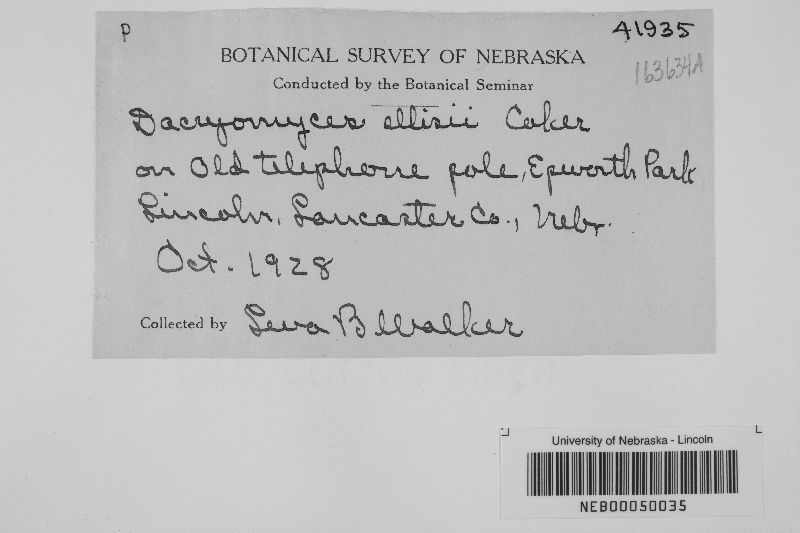 P
41935
BOTANICAL SURVEY OF NEBRASKA
163634A
Conducted by the Botanical Seminar
Dacryomyces ellisii Coker
on Old telephone pole, Epworth Park
Lincoln, Lancaster Co., Nebr.
Oct. 1928
Collected by Leva B Walker
University of Nebraska - Lincoln
NEB00050035